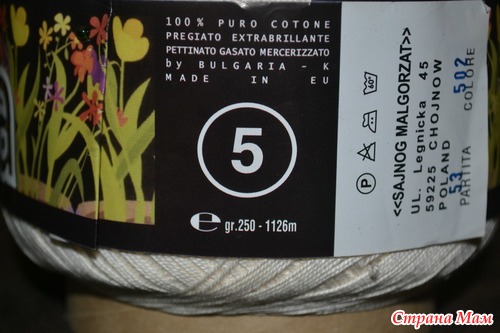 100% PURO COTONE
PREGIATO EXTRABRILLANTE
PETTINATO GASATO MERCERIZZATO
by BULGARIA - K
MADE IN EU
5
e gr.250 - 1126m
P
60°
<<SAJNOG MALGORZAT>>
UL. Legnicka 45
59225 CHOJNOW
POLAND
53 502
PARTITA COLORE
Страна Мам